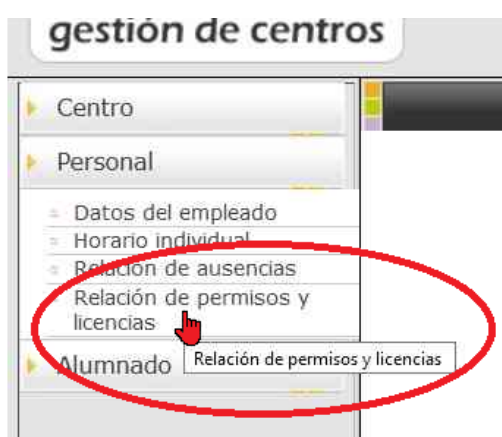 gestión de centros
Centro
Personal
Datos del empleado
Horario individual
Relación de ausencias
Relación de permisos y
licencias
Alumnado
Relación de permisos y licencias